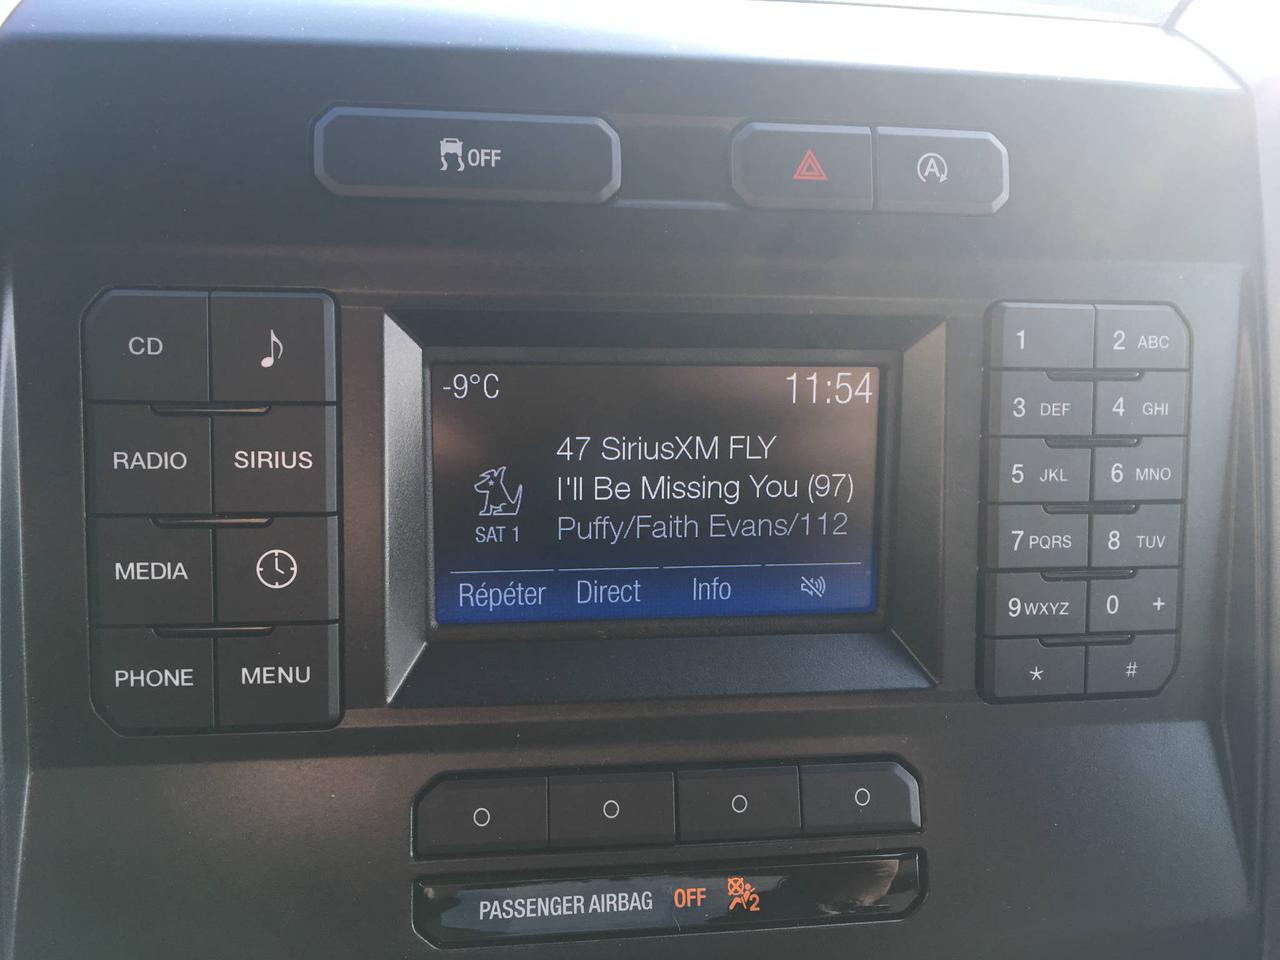 OFF
A
CD
RADIO SIRIUS
MEDIA
PHONE MENU
-9°C 11:54
47 SiriusXM FLY
I'll Be Missing You (97)
SAT 1 Puffy/Faith Evans/112
Répéter Direct Info
1 2 ABC
3 DEF 4 GHI
5 JKL 6 MNO
7 PQRS 8 TUV
9 WXYZ 0 +
* #
PASSENGER AIRBAG OFF 2